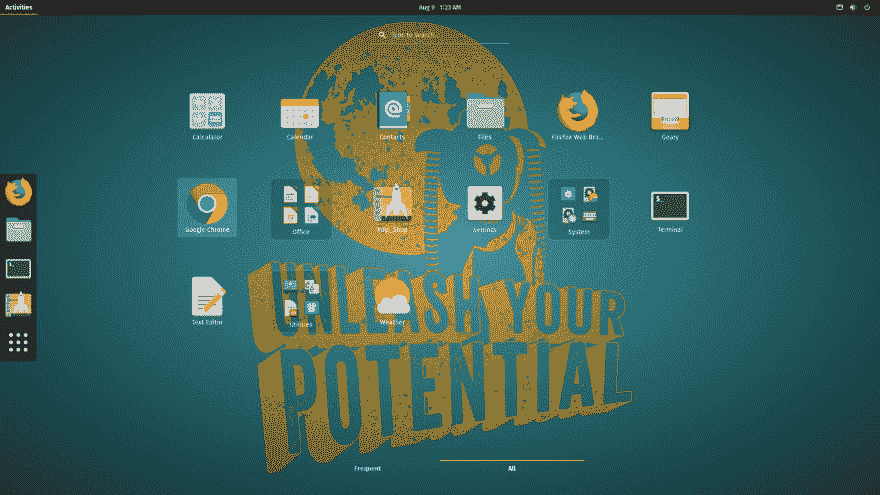 Activities
Aug 9 1:23 AM
Type to search...
Calculator
Calendar
Contacts
Files
Firefox Web Bro...
Geary
Google Chrome
Office
Pop!_Shop
Settings
System
Terminal
Text Editor
Utilities
Weather
UNLEASH YOUR
POTENTIAL
Frequent
All